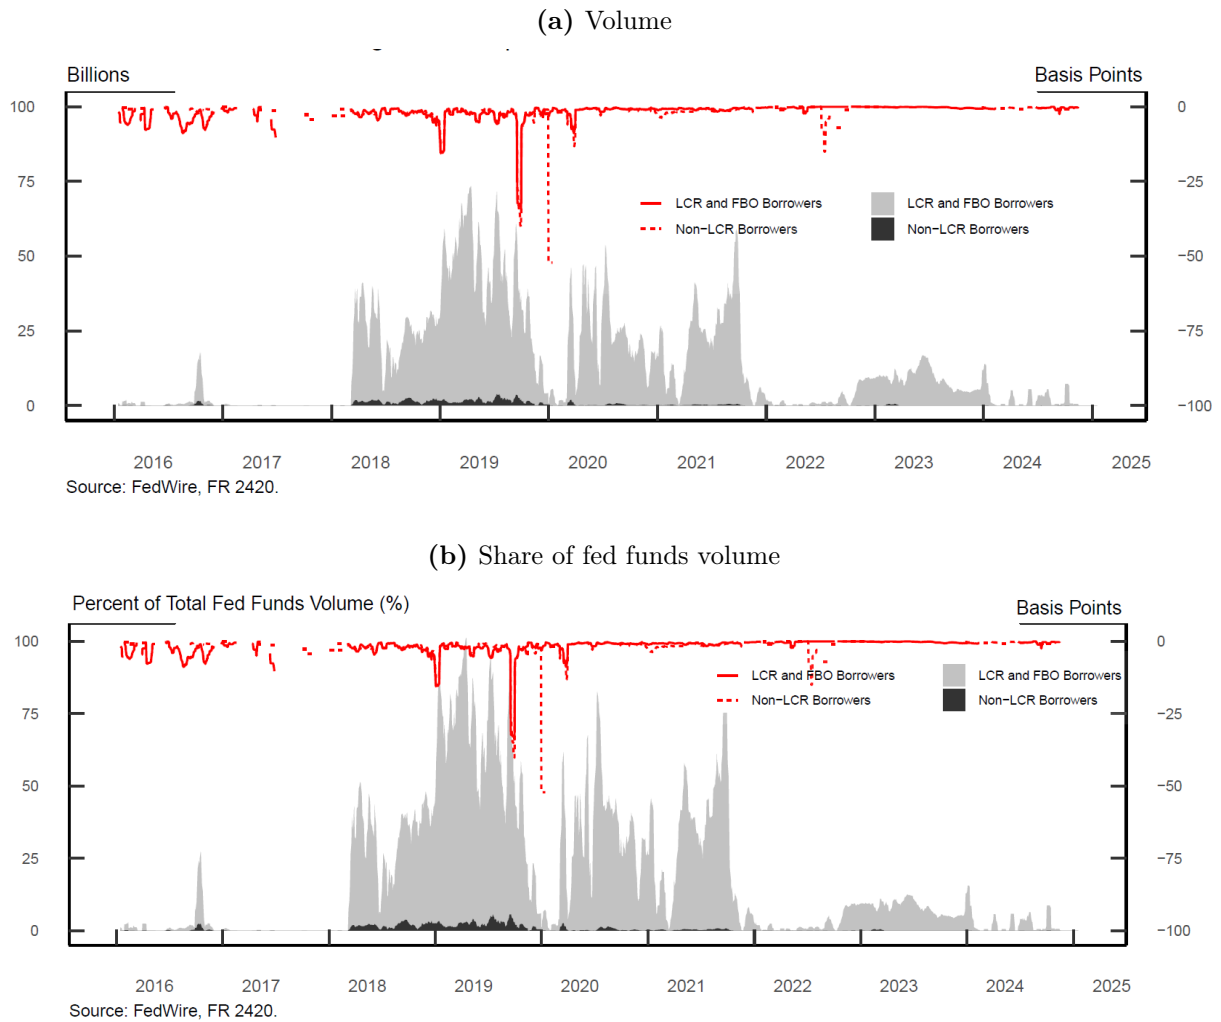 (a) Volume
Billions
Basis Points
100
75
50
25
0
0
−25
−50
−75
−100
LCR and FBO Borrowers
Non−LCR Borrowers
LCR and FBO Borrowers
Non−LCR Borrowers
2016 2017 2018 2019 2020 2021 2022 2023 2024 2025
Source: FedWire, FR 2420.
(b) Share of fed funds volume
Percent of Total Fed Funds Volume (%)
Basis Points
100
75
50
25
0
0
−25
−50
−75
−100
LCR and FBO Borrowers
Non−LCR Borrowers
LCR and FBO Borrowers
Non−LCR Borrowers
2016 2017 2018 2019 2020 2021 2022 2023 2024 2025
Source: FedWire, FR 2420.